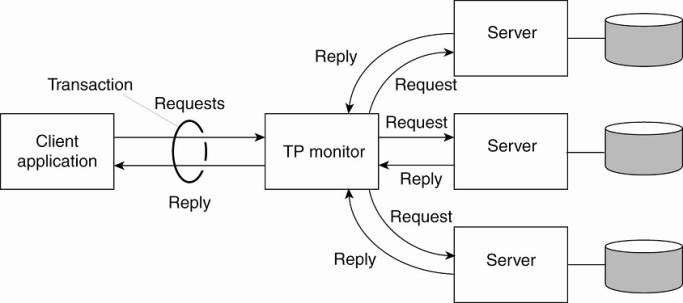 Server
Reply
Request
Transaction
Requests
Client
application
TP monitor
Request
Server
Reply
Reply
Request
Reply
Server